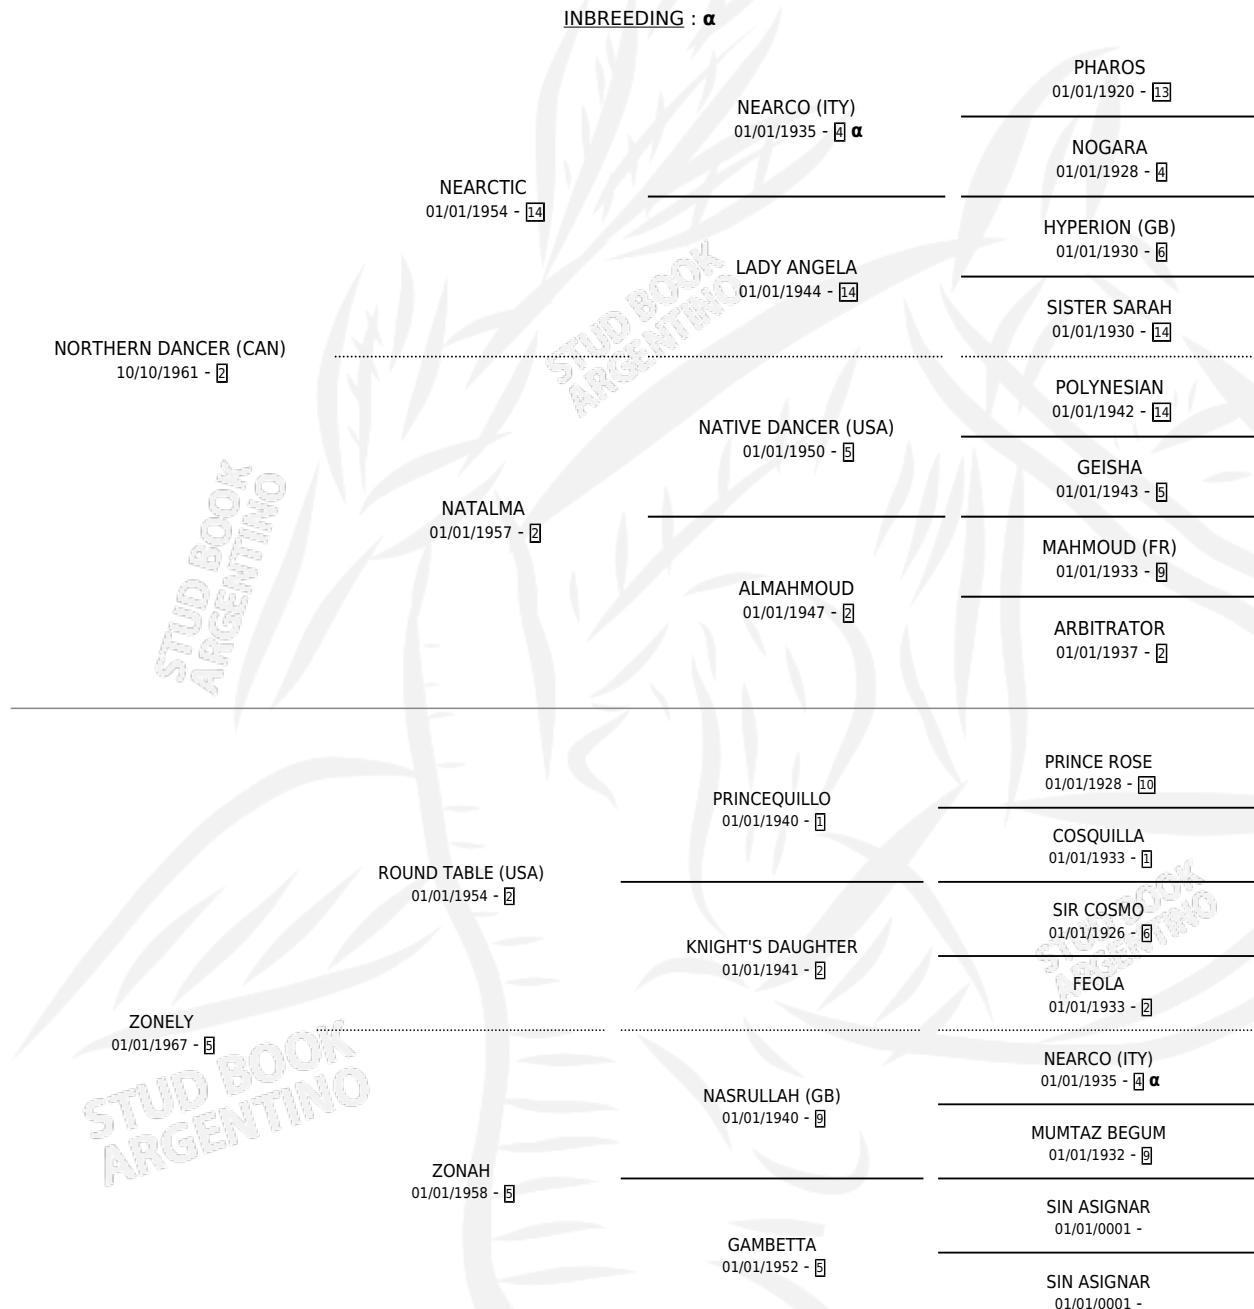 INBREEDING : α
PHAROS
01/01/1920 - 13
NEARCO (ITY)
01/01/1935 - 4 α
NOGARA
01/01/1928 - 4
NEARCTIC
01/01/1954 - 14
HYPERION (GB)
01/01/1930 - 6
LADY ANGELA
01/01/1944 - 14
SISTER SARAH
01/01/1930 - 14
NORTHERN DANCER (CAN)
10/10/1961 - 2
POLYNESIAN
01/01/1942 - 14
NATIVE DANCER (USA)
01/01/1950 - 5
GEISHA
01/01/1943 - 5
NATALMA
01/01/1957 - 2
MAHMOUD (FR)
01/01/1933 - 9
ALMAHMOUD
01/01/1947 - 2
ARBITRATOR
01/01/1937 - 2
PRINCE ROSE
01/01/1928 - 10
PRINCEQUILLO
01/01/1940 - 1
COSQUILLA
01/01/1933 - 1
ROUND TABLE (USA)
01/01/1954 - 2
SIR COSMO
01/01/1926 - 6
KNIGHT'S DAUGHTER
01/01/1941 - 2
FEOLA
01/01/1933 - 2
ZONELY
01/01/1967 - 5
NEARCO (ITY)
01/01/1935 - 4 α
NASRULLAH (GB)
01/01/1940 - 9
MUMTAZ BEGUM
01/01/1932 - 9
ZONAH
01/01/1958 - 5
SIN ASIGNAR
01/01/0001 -
GAMBETTA
01/01/1952 - 5
SIN ASIGNAR
01/01/0001 -
STUD BOOK
ARGENTINO
STUD BOOK
ARGENTINO
STUD BOOK
ARGENTINO
STUD BOOK
ARGENTINO